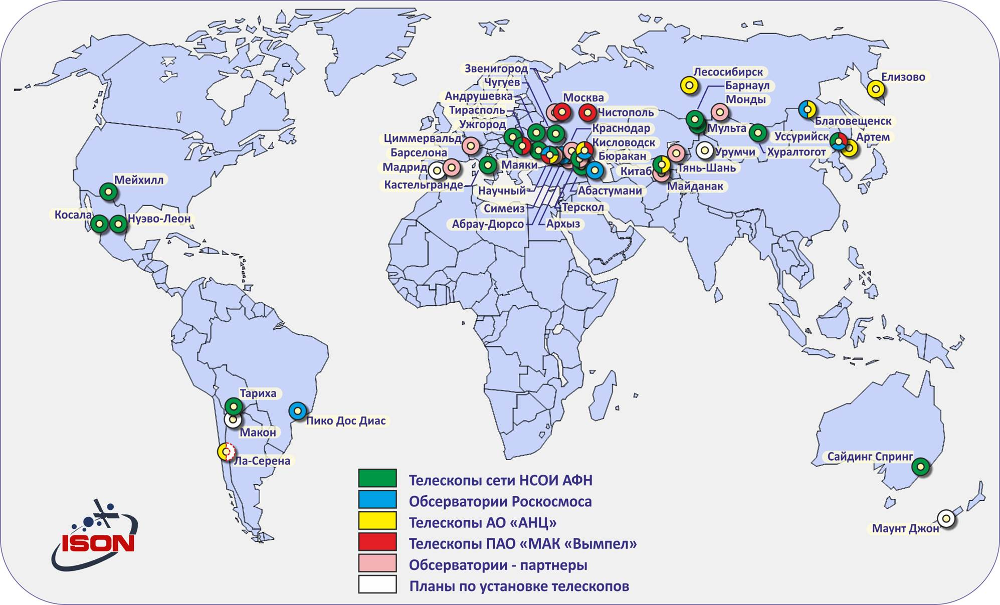 Звенигород
Чугуев
Андрушевка
Тирасполь
Ужгород
Циммервальд
Барселона
Мадрид
Кастельгранде
Маяки
Научный
Симеиз
Абрау-Дюрсо
Архыз
Терскол
Абастумани
Москва
Чистополь
Краснодар
Кисловодск
Бюракан
Китаб
Тянь-Шань
Майданак
Лесосибирск
Барнаул
Монды
Мульта
Урумчи
Хуралтогот
Елизово
Благовещенск
Уссурийск
Артем
Мейхилл
Косала
Нуэво-Леон
Тариха
Макон
Пико Дос Диас
Ла-Серена
Сайдинг Спринг
Маунт Джон
Телескопы сети НСОИ АФН
Обсерватории Роскосмоса
Телескопы АО «АНЦ»
Телескопы ПАО «МАК «Вымпел»
Обсерватории - партнеры
Планы по установке телескопов
ISON